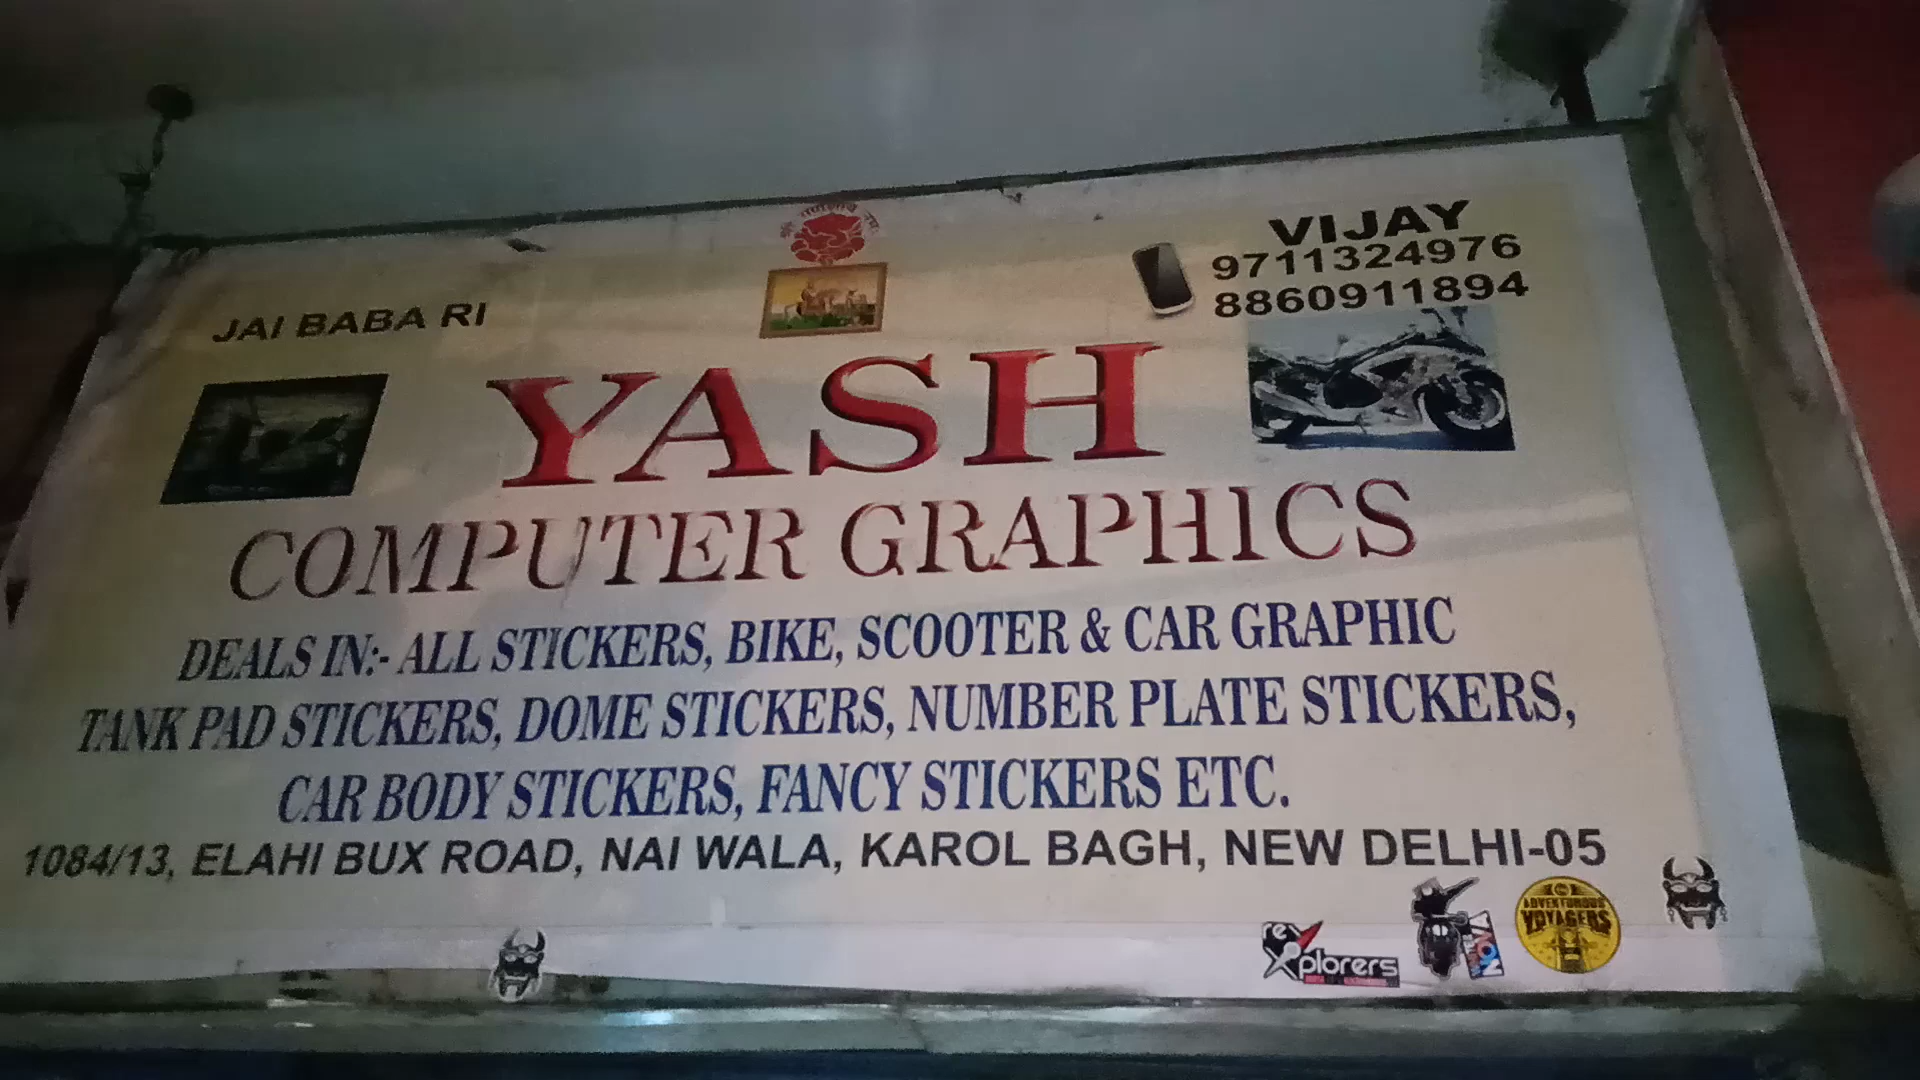 JAI BABA RI
VIJAY
9711324976
8860911894
YASH
COMPUTER GRAPHICS
DEALS IN:- ALL STICKERS, BIKE, SCOOTER & CAR GRAPHIC
TANK PAD STICKERS, DOME STICKERS, NUMBER PLATE STICKERS,
CAR BODY STICKERS, FANCY STICKERS ETC.
1084/13, ELAHI BUX ROAD, NAI WALA, KAROL BAGH, NEW DELHI-05
rev
Xplorers
ADVENTUROUS
VOYAGERS